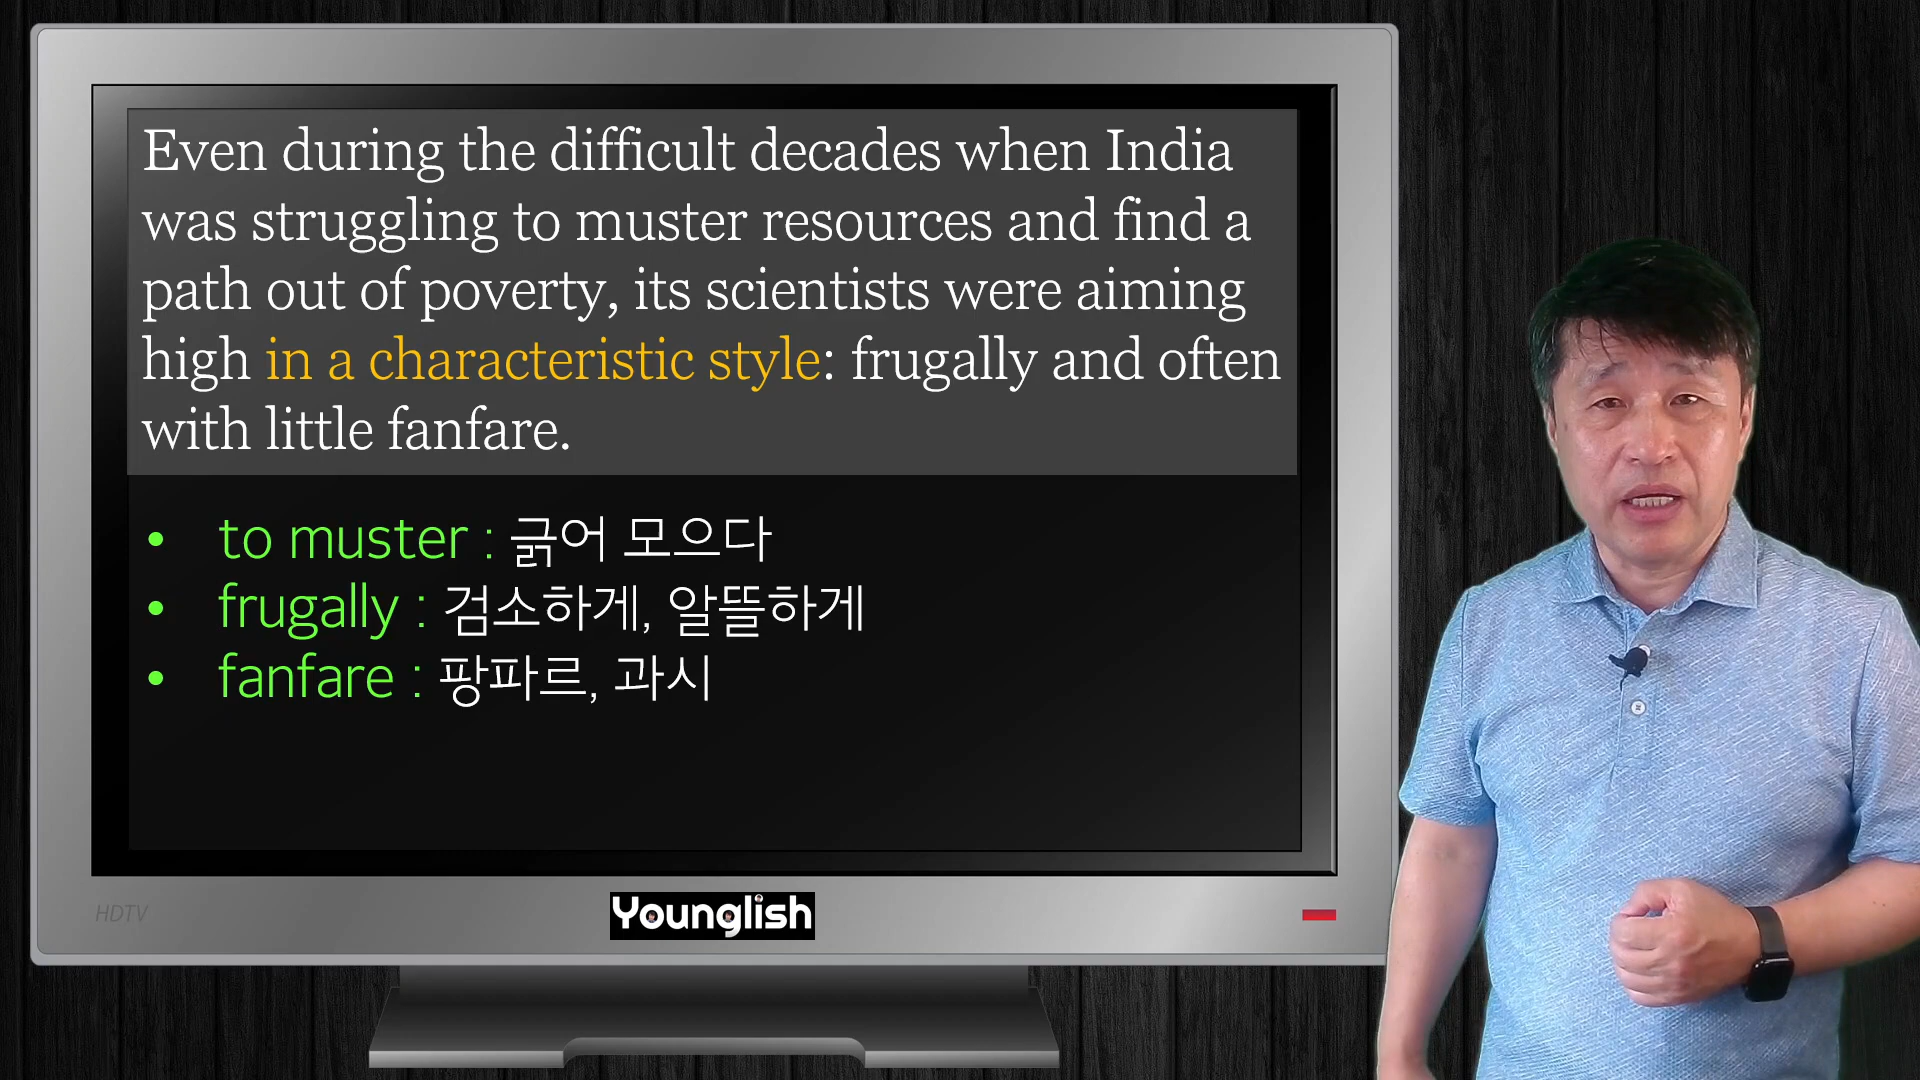 Even during the difficult decades when India
was struggling to muster resources and find a
path out of poverty, its scientists were aiming
high in a characteristic style: frugally and often
with little fanfare.
• to muster : 긁어 모으다
• frugally : 검소하게, 알뜰하게
• fanfare : 팡파르, 과시
HDTV
Younglish